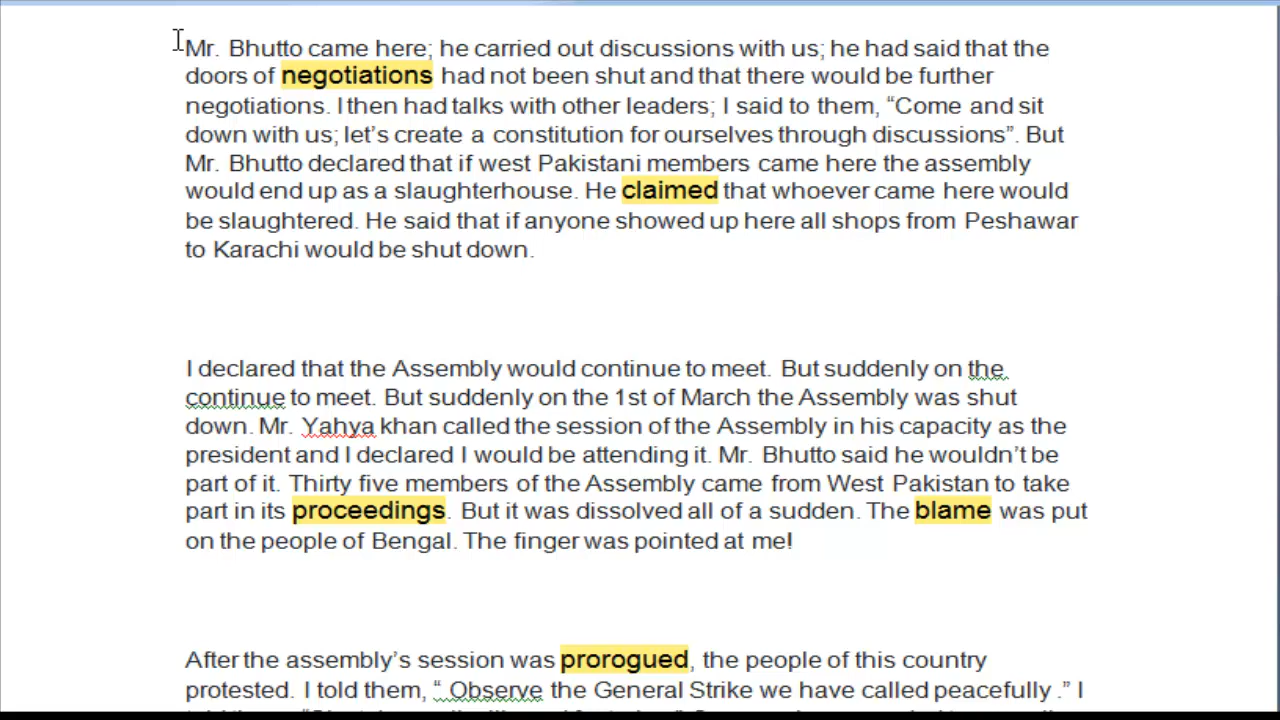 Mr. Bhutto came here; he carried out discussions with us; he had said that the
doors of negotiations had not been shut and that there would be further
negotiations. I then had talks with other leaders; I said to them, “Come and sit
down with us; let’s create a constitution for ourselves through discussions”. But
Mr. Bhutto declared that if west Pakistani members came here the assembly
would end up as a slaughterhouse. He claimed that whoever came here would
be slaughtered. He said that if anyone showed up here all shops from Peshawar
to Karachi would be shut down.
I declared that the Assembly would continue to meet. But suddenly on the
continue to meet. But suddenly on the 1st of March the Assembly was shut
down. Mr. Yahya khan called the session of the Assembly in his capacity as the
president and I declared I would be attending it. Mr. Bhutto said he wouldn’t be
part of it. Thirty five members of the Assembly came from West Pakistan to take
part in its proceedings. But it was dissolved all of a sudden. The blame was put
on the people of Bengal. The finger was pointed at me!
After the assembly’s session was prorogued, the people of this country
protested. I told them, “ Observe the General Strike we have called peacefully .” I